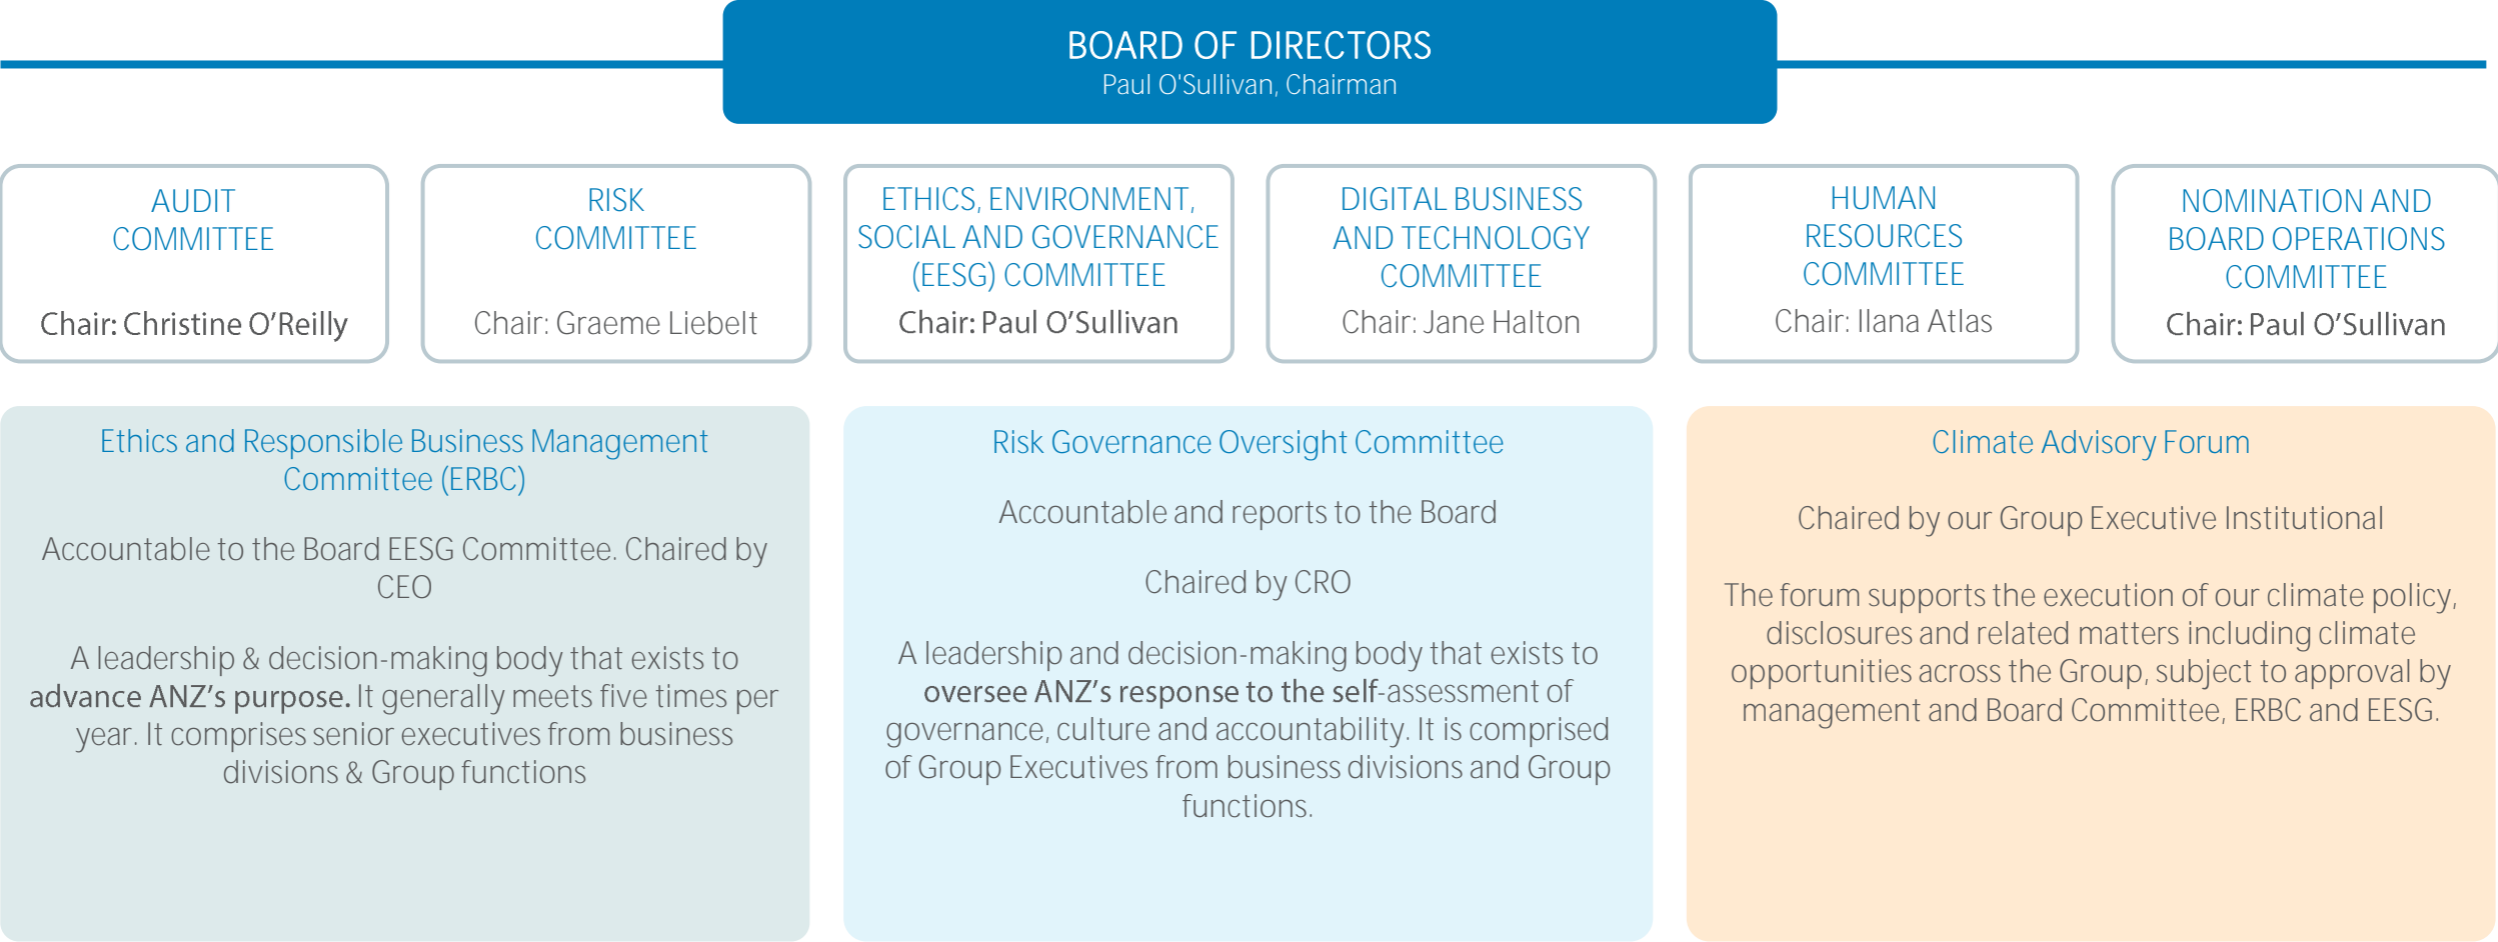 BOARD OF DIRECTORS
Paul O'Sullivan, Chairman
AUDIT
COMMITTEE
Chair: Christine O’Reilly
RISK
COMMITTEE
Chair: Graeme Liebelt
ETHICS, ENVIRONMENT,
SOCIAL AND GOVERNANCE
(EESG) COMMITTEE
Chair: Paul O’Sullivan
DIGITAL BUSINESS
AND TECHNOLOGY
COMMITTEE
Chair: Jane Halton
HUMAN
RESOURCES
COMMITTEE
Chair: Ilana Atlas
NOMINATION AND
BOARD OPERATIONS
COMMITTEE
Chair: Paul O’Sullivan
Ethics and Responsible Business Management
Committee (ERBC)
Accountable to the Board EESG Committee. Chaired by
CEO
A leadership & decision-making body that exists to
advance ANZ’s purpose. It generally meets five times per
year. It comprises senior executives from business
divisions & Group functions
Risk Governance Oversight Committee
Accountable and reports to the Board
Chaired by CRO
A leadership and decision-making body that exists to
oversee ANZ’s response to the self-assessment of
governance, culture and accountability. It is comprised
of Group Executives from business divisions and Group
functions.
Climate Advisory Forum
Chaired by our Group Executive Institutional
The forum supports the execution of our climate policy,
disclosures and related matters including climate
opportunities across the Group, subject to approval by
management and Board Committee, ERBC and EESG.